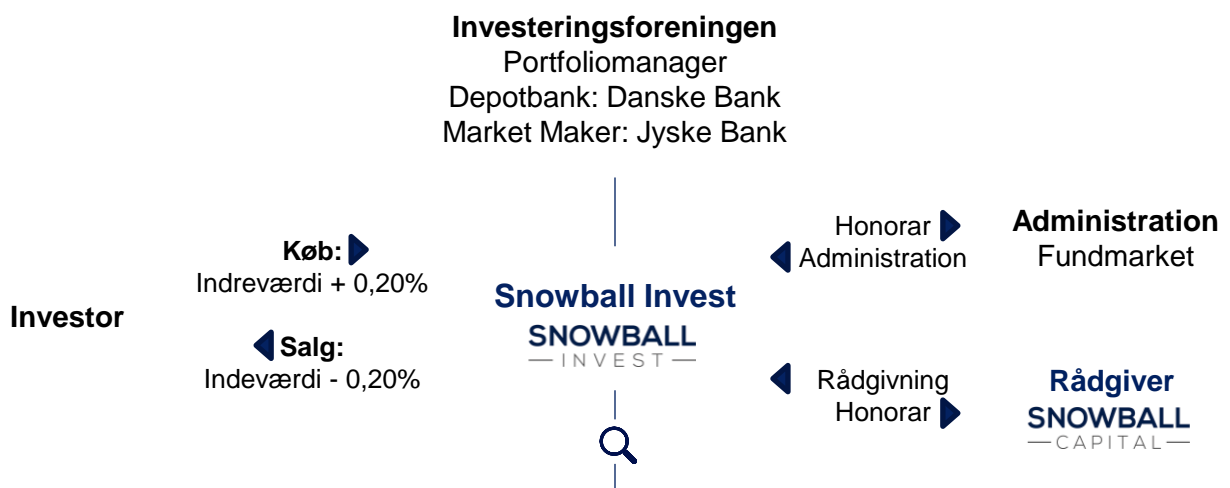 Investeringsforeningen
Portfoliomanager
Depotbank: Danske Bank
Market Maker: Jyske Bank
Investor
Køb:
Indreværdi + 0,20%
Salg:
Indeværdi - 0,20%
Snowball Invest
SNOWBALL
INVEST
Honorar
Administration
Administration
Fundmarket
Rådgivning
Honorar
Rådgiver
SNOWBALL
CAPITAL